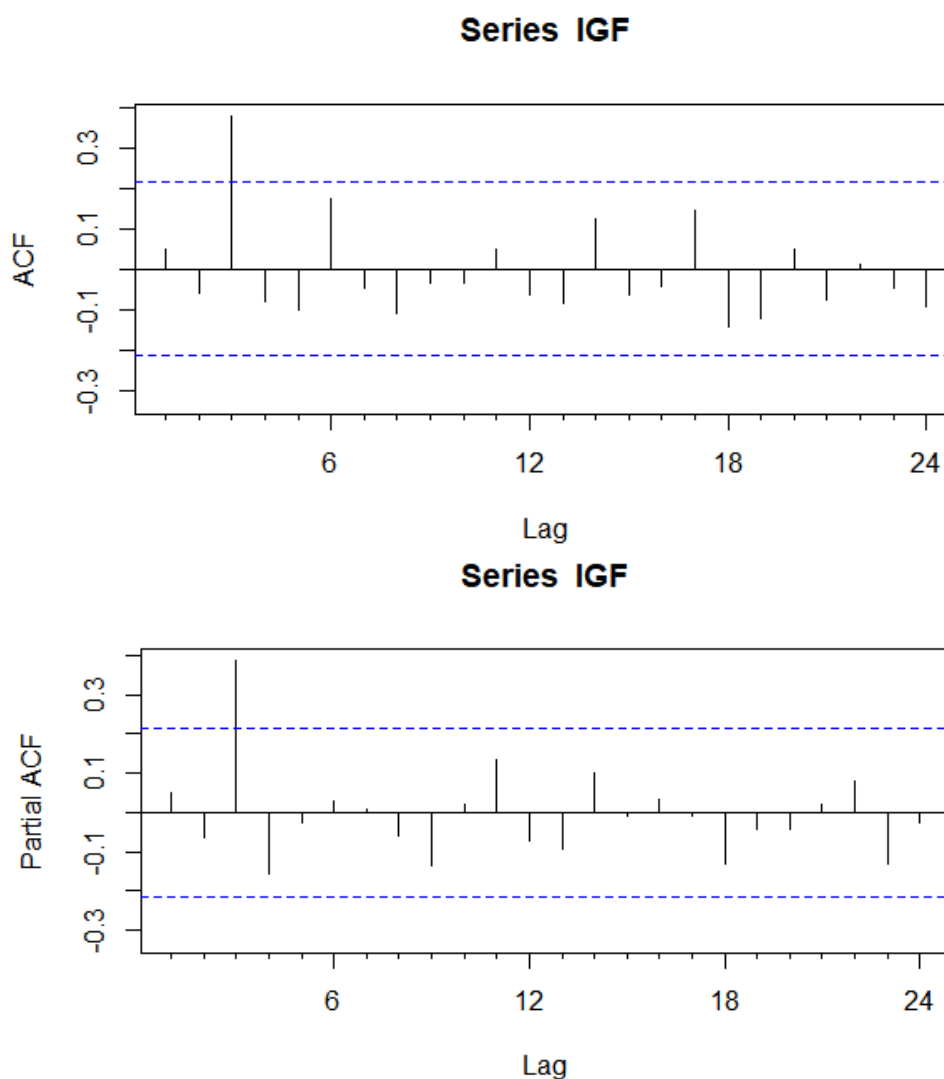 Series IGF
ACF
0.3
0.1
-0.1
-0.3
6 12 18 24
Lag
Series IGF
Partial ACF
0.3
0.1
-0.1
-0.3
6 12 18 24
Lag